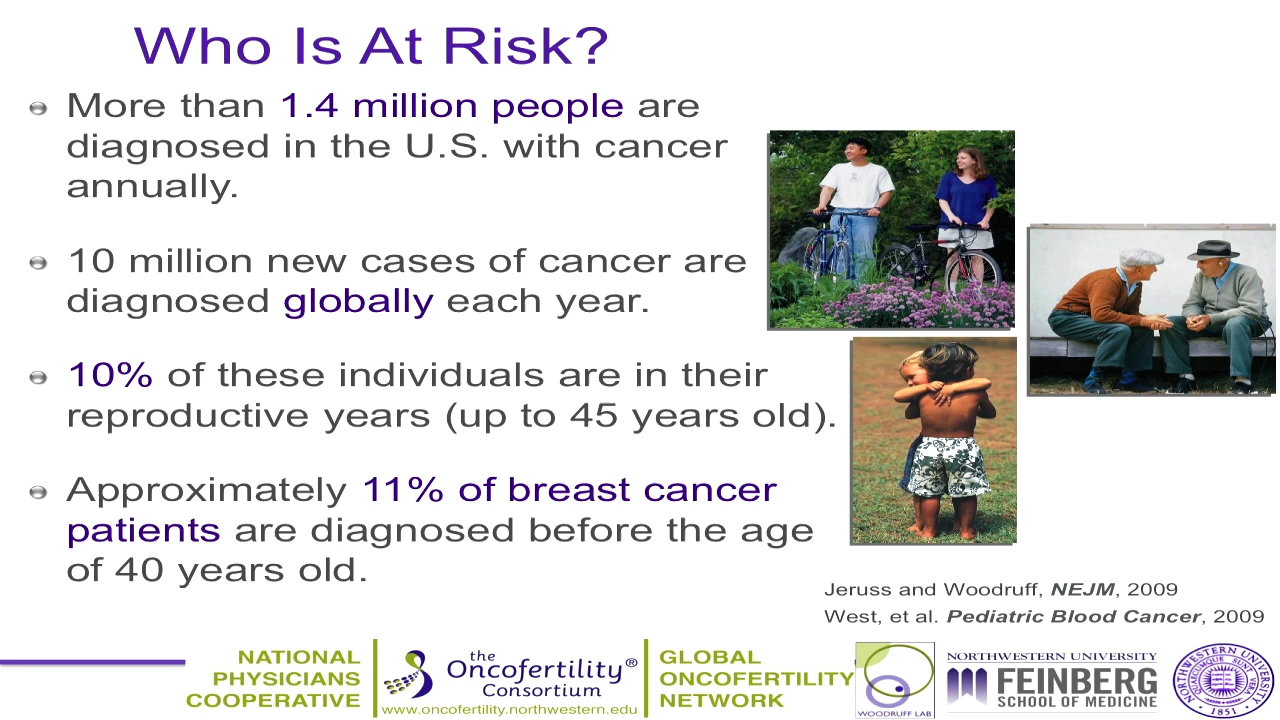 Who Is At Risk?
More than 1.4 million people are
diagnosed in the U.S. with cancer
annually.
10 million new cases of cancer are
diagnosed globally each year.
10% of these individuals are in their
reproductive years (up to 45 years old).
Approximately 11% of breast cancer
patients are diagnosed before the age
of 40 years old.
Jeruss and Woodruff, NEJM, 2009
West, et al. Pediatric Blood Cancer, 2009
NATIONAL
PHYSICIANS
COOPERATIVE
the
Oncofertility®
Consortium
www.oncofertility.northwestern.edu
GLOBAL
ONCOFERTILITY
NETWORK
WOODRUFF LAB
NORTHWESTERN UNIVERSITY
FEINBERG
SCHOOL OF MEDICINE
NORTHWESTERN UNIVERSITY
1851